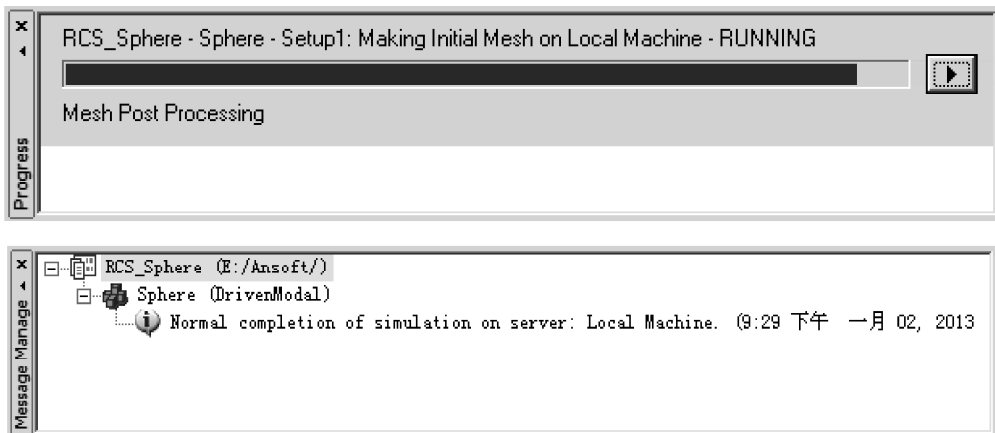 RCS_Sphere - Sphere - Setup1: Making Initial Mesh on Local Machine - RUNNING
Mesh Post Processing
Progress
RCS_Sphere (E:/Ansoft/)
Sphere (DrivenModal)
Normal completion of simulation on server: Local Machine. (9:29 下午 一月 02, 2013
Message Manage